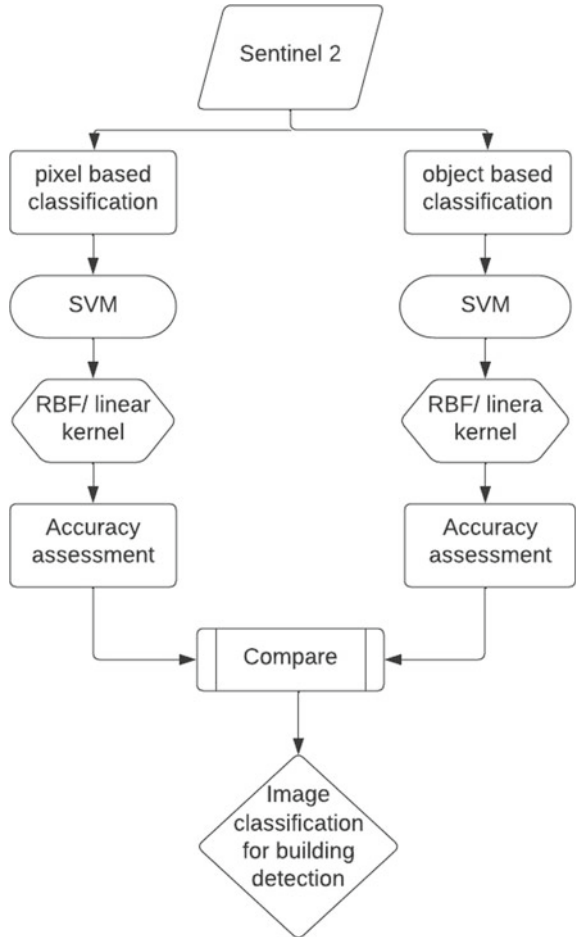 Sentinel 2
pixel based
classification
object based
classification
SVM
SVM
RBF/ linear
kernel
RBF/ linera
kernel
Accuracy
assessment
Accuracy
assessment
Compare
Image
classification
for building
detection